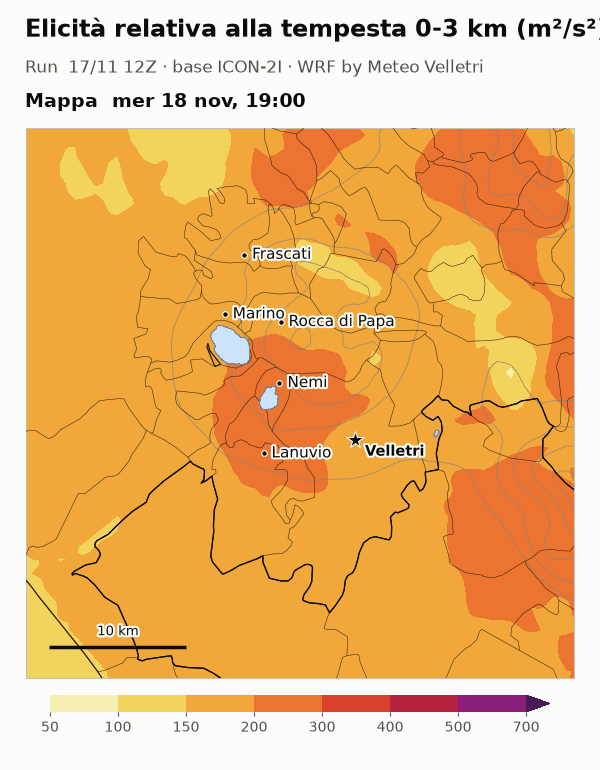 Elicità relativa alla tempesta 0-3 km (m²/s²)
Run 17/11 12Z · base ICON-2I · WRF by Meteo Velletri
Mappa mer 18 nov, 19:00
Frascati
Marino
Rocca di Papa
Nemi
Velletri
Lanuvio
10 km
50 100 150 200 300 400 500 700